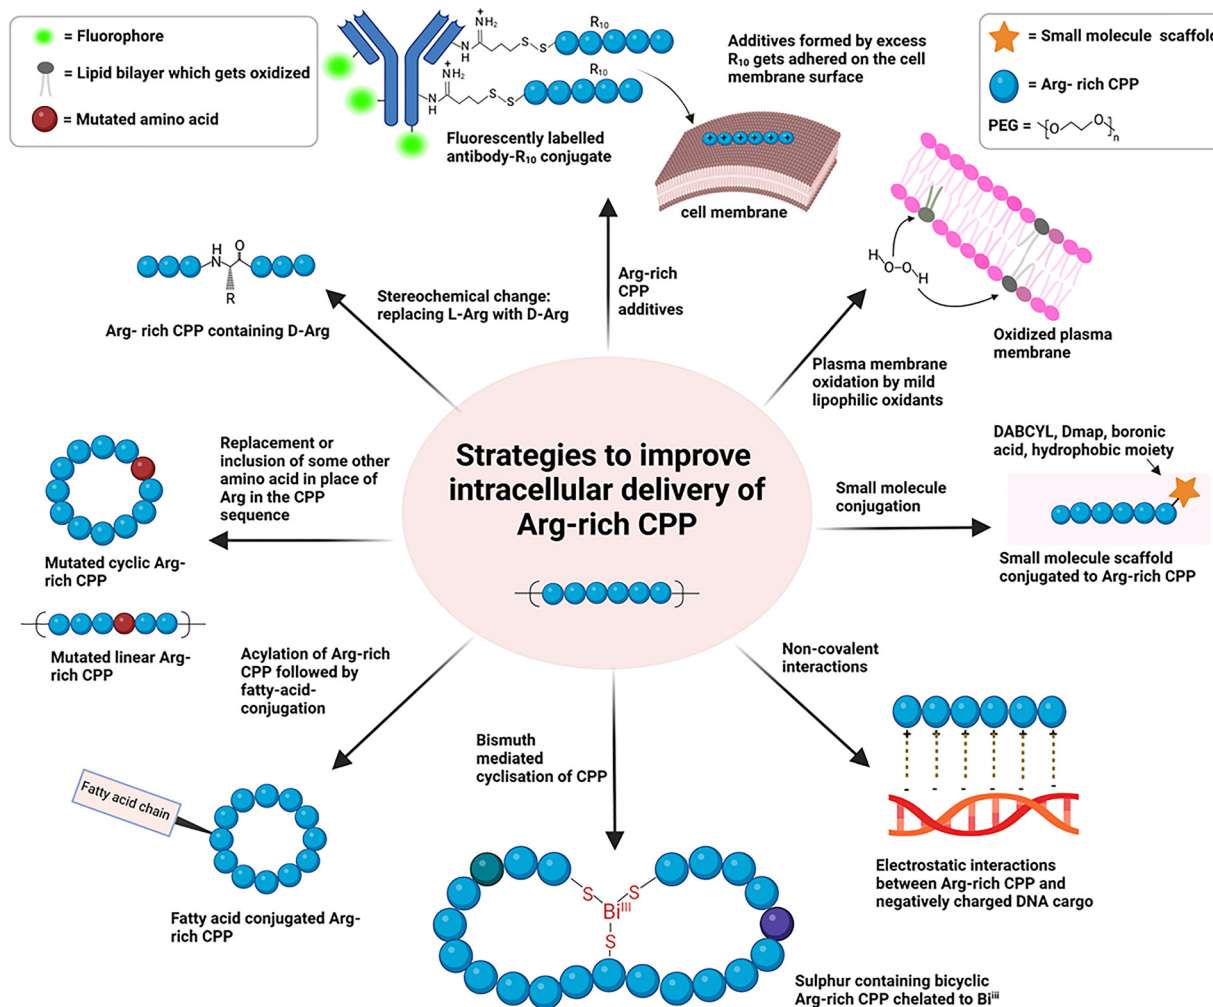 = Fluorophore
= Lipid bilayer which gets oxidized
= Mutated amino acid
R₁₀
NH₂
+
N
H
S
S
R₁₀
NH₂
+
N
H
S
S
Fluorescently labelled
antibody-R₁₀ conjugate
Additives formed by excess
R₁₀ gets adhered on the cell
membrane surface
+ + + + + +
cell membrane
= Small molecule scaffold
= Arg- rich CPP
PEG =
O
O
n
H
N
O
R
Arg- rich CPP containing D-Arg
Stereochemical change:
replacing L-Arg with D-Arg
Arg-rich
CPP
additives
H
O-O
H
Oxidized plasma
membrane
Plasma membrane
oxidation by mild
lipophilic oxidants
Replacement or
inclusion of some other
amino acid in place of
Arg in the CPP
sequence
Mutated cyclic Arg-
rich CPP
Mutated linear Arg-
rich CPP
Strategies to improve
intracellular delivery of
Arg-rich CPP
DABCYL, Dmap, boronic
acid, hydrophobic moiety
Small molecule
conjugation
Small molecule scaffold
conjugated to Arg-rich CPP
Acylation of Arg-rich
CPP followed by
fatty-acid-
conjugation
Fatty acid chain
Fatty acid conjugated Arg-
rich CPP
Bismuth
mediated
cyclisation of CPP
S
S
Biᴵᴵᴵ
S
Sulphur containing bicyclic
Arg-rich CPP chelated to Biⁱⁱⁱ
Non-covalent
interactions
+ + + + + +
- - - - - -
Electrostatic interactions
between Arg-rich CPP and
negatively charged DNA cargo